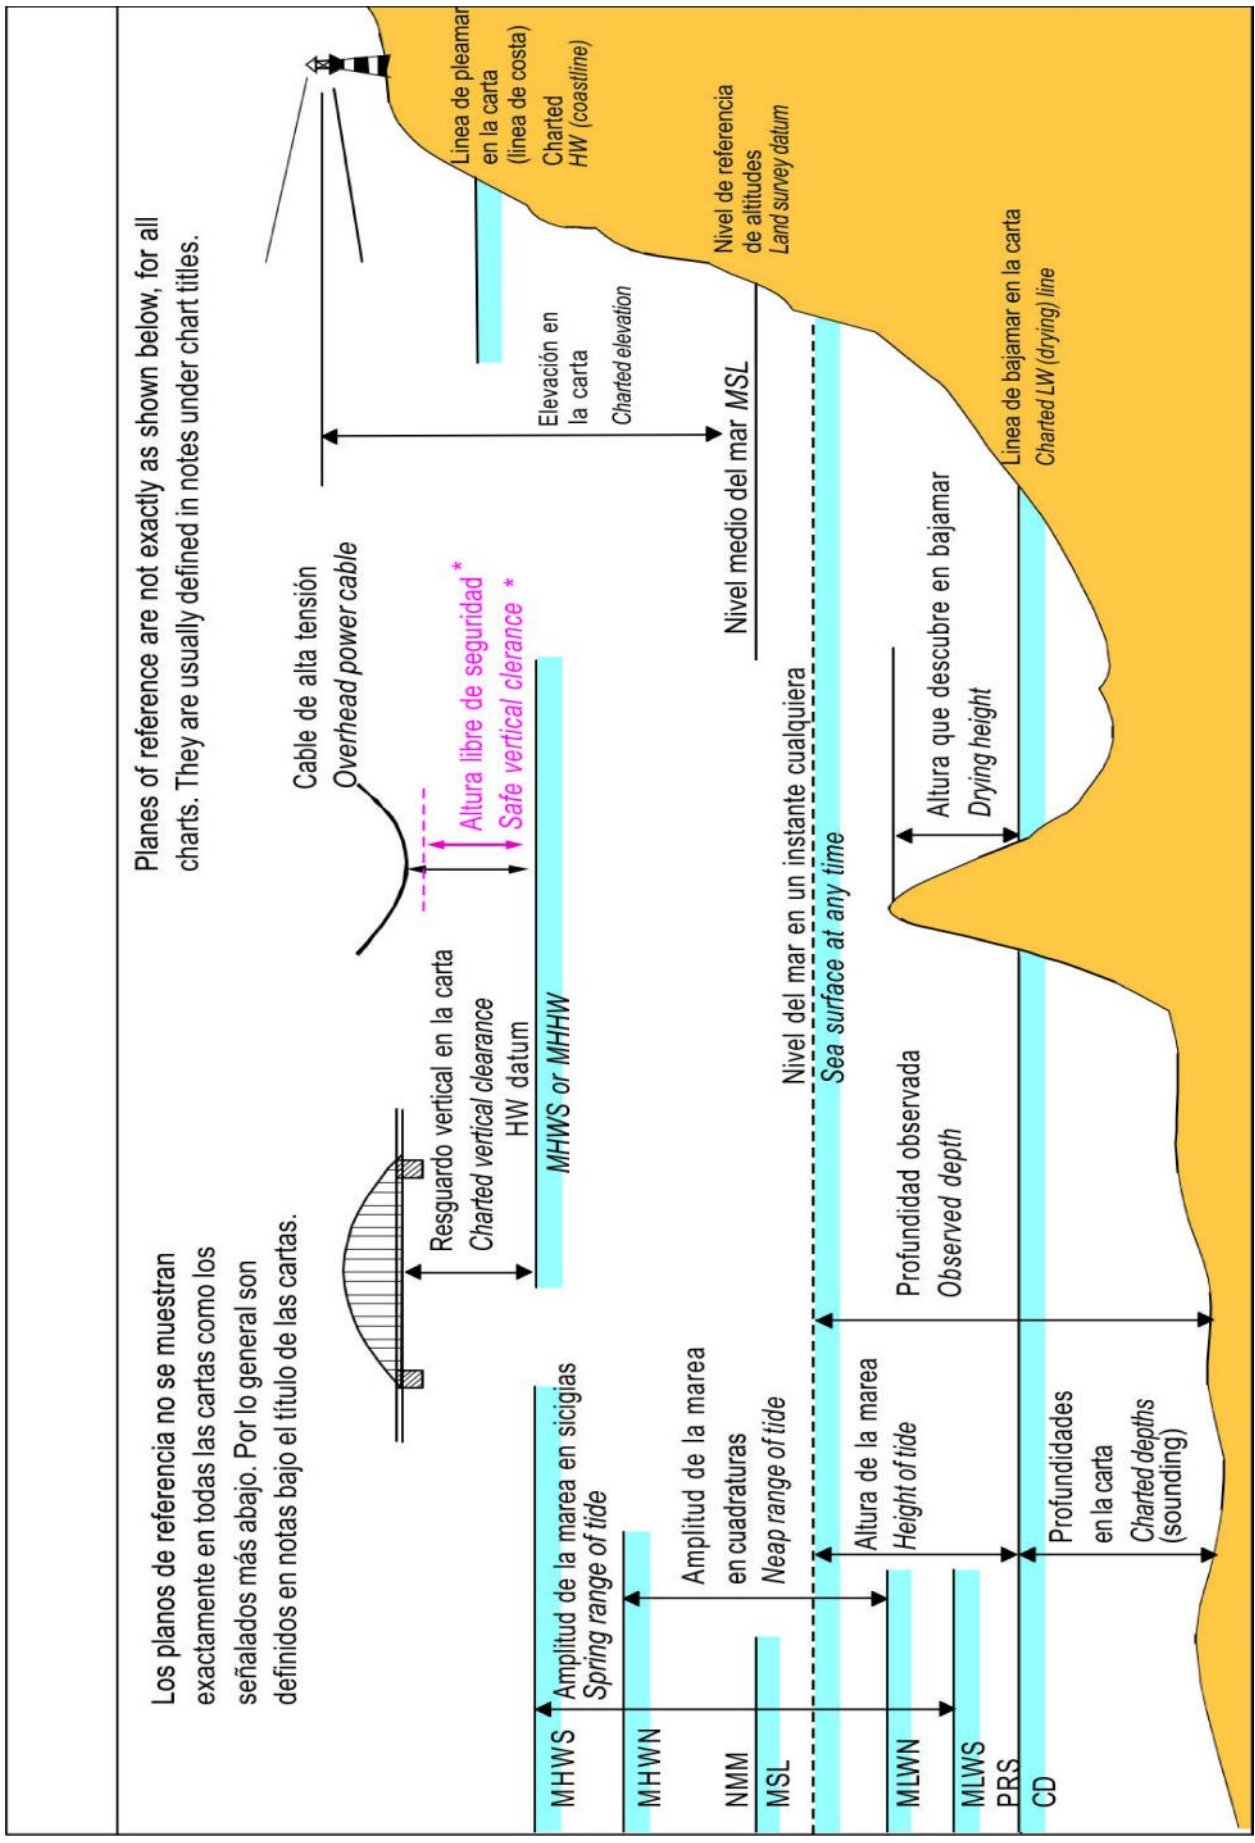 Los planos de referencia no se muestran
exactamente en todas las cartas como los
señalados más abajo. Por lo general son
definidos en notas bajo el título de las cartas.
Planes of reference are not exactly as shown below, for all
charts. They are usually defined in notes under chart titles.
Cable de alta tensión
Overhead power cable
Altura libre de seguridad *
Safe vertical clerance *
Resguardo vertical en la carta
Charted vertical clearance
HW datum
MHWS or MHHW
Linea de pleamar
en la carta
(linea de costa)
Charted
HW (coastline)
Elevación en
la carta
Charted elevation
Nivel de referencia
de altitudes
Land survey datum
Nivel medio del mar MSL
MHWS
Amplitud de la marea en sicigias
Spring range of tide
MHWN
Amplitud de la marea
en cuadraturas
Neap range of tide
NMM
MSL
Nivel del mar en un instante cualquiera
Sea surface at any time
Altura de la marea
Height of tide
Profundidad observada
Observed depth
Altura que descubre en bajamar
Drying height
Linea de bajamar en la carta
Charted LW (drying) line
MLWN
MLWS
PRS
CD
Profundidades
en la carta
Charted depths
(sounding)